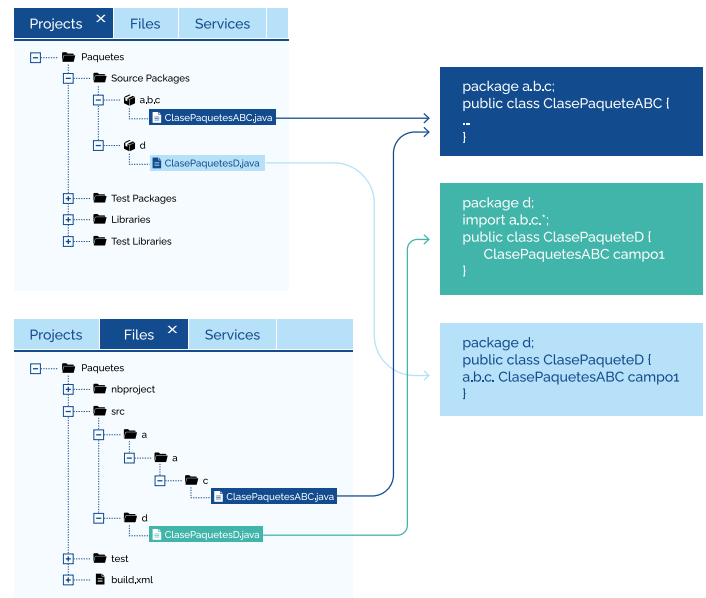 Projects × Files Services
Paquetes
Source Packages
a.b.c
ClasePaquetesABC.java
d
ClasePaquetesD.java
Test Packages
Libraries
Test Libraries
Projects Files × Services
Paquetes
nbproject
src
a
a
c
ClasePaquetesABC.java
d
ClasePaquetesD.java
test
build.xml
package a.b.c;
public class ClasePaqueteABC {
...
}
package d;
import a.b.c.*;
public class ClasePaqueteD {
ClasePaquetesABC campo1
}
package d;
public class ClasePaqueteD {
a.b.c. ClasePaquetesABC campo1
}